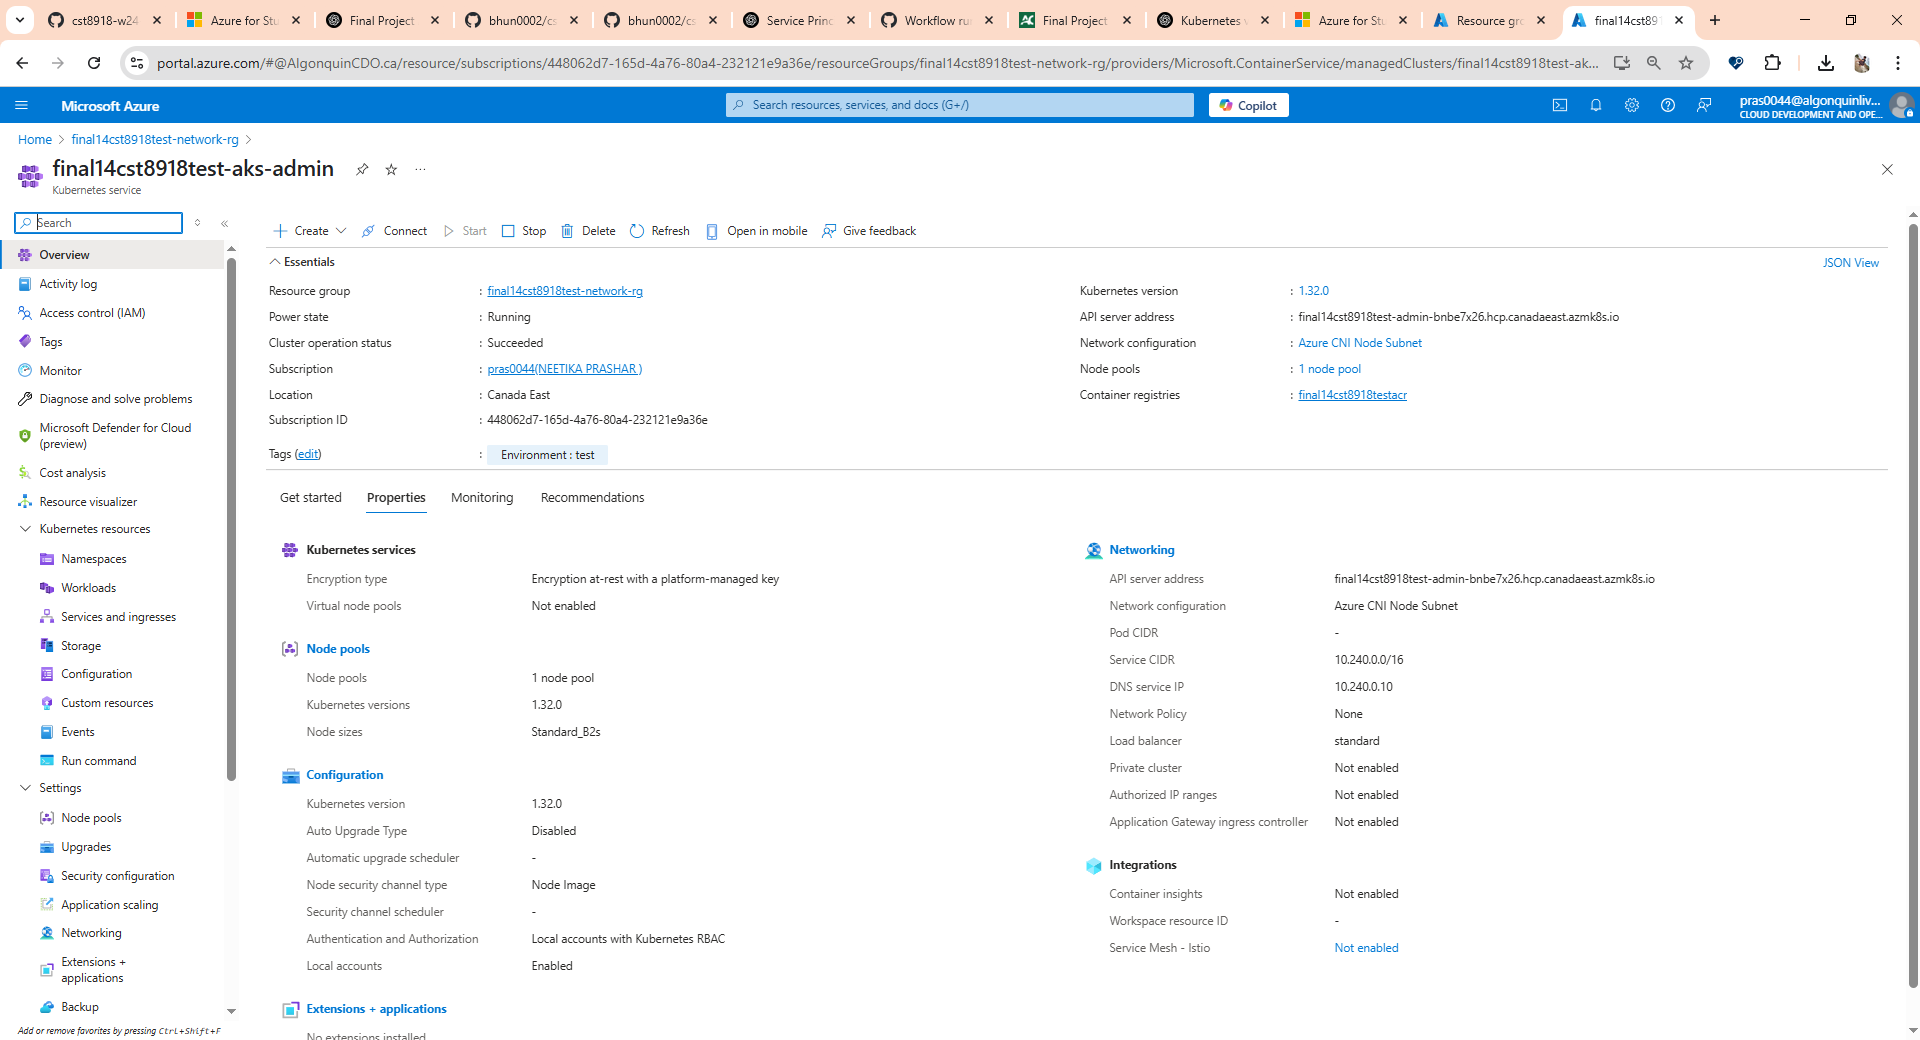 cst8918-w24
Azure for Stu
Final Project
bhun0002/cs
bhun0002/cs
Service Princ
Workflow ru
Final Project
Kubernetes v
Azure for Stu
Resource gr
final14cst891
portal.azure.com/#@AlgonquinCDO.ca/resource/subscriptions/448062d7-165d-4a76-80a4-232121e9a36e/resourceGroups/final14cst8918test-network-rg/providers/Microsoft.ContainerService/managedClusters/final14cst8918test-ak...
Microsoft Azure
Search resources, services, and docs (G+/)
Copilot
pras0044@algonquinliv...
CLOUD DEVELOPMENT AND OPE...
Home > final14cst8918test-network-rg >
final14cst8918test-aks-admin
Kubernetes service
Search
Overview
Activity log
Access control (IAM)
Tags
Monitor
Diagnose and solve problems
Microsoft Defender for Cloud
(preview)
Cost analysis
Resource visualizer
Kubernetes resources
Namespaces
Workloads
Services and ingresses
Storage
Configuration
Custom resources
Events
Run command
Settings
Node pools
Upgrades
Security configuration
Application scaling
Networking
Extensions +
applications
Backup
Add or remove favorites by pressing Ctrl+Shift+F
Create Connect Start Stop Delete Refresh Open in mobile Give feedback
Essentials
JSON View
Resource group : final14cst8918test-network-rg
Power state : Running
Cluster operation status : Succeeded
Subscription : pras0044(NEETIKA PRASHAR )
Location : Canada East
Subscription ID : 448062d7-165d-4a76-80a4-232121e9a36e
Kubernetes version : 1.32.0
API server address : final14cst8918test-admin-bnbe7x26.hcp.canadaeast.azmk8s.io
Network configuration : Azure CNI Node Subnet
Node pools : 1 node pool
Container registries : final14cst8918testacr
Tags (edit) : Environment : test
Get started Properties Monitoring Recommendations
Kubernetes services
Encryption type Encryption at-rest with a platform-managed key
Virtual node pools Not enabled
Node pools
Node pools 1 node pool
Kubernetes versions 1.32.0
Node sizes Standard_B2s
Configuration
Kubernetes version 1.32.0
Auto Upgrade Type Disabled
Automatic upgrade scheduler -
Node security channel type Node Image
Security channel scheduler -
Authentication and Authorization Local accounts with Kubernetes RBAC
Local accounts Enabled
Extensions + applications
No extensions installed
Networking
API server address final14cst8918test-admin-bnbe7x26.hcp.canadaeast.azmk8s.io
Network configuration Azure CNI Node Subnet
Pod CIDR -
Service CIDR 10.240.0.0/16
DNS service IP 10.240.0.10
Network Policy None
Load balancer standard
Private cluster Not enabled
Authorized IP ranges Not enabled
Application Gateway ingress controller Not enabled
Integrations
Container insights Not enabled
Workspace resource ID -
Service Mesh - Istio Not enabled